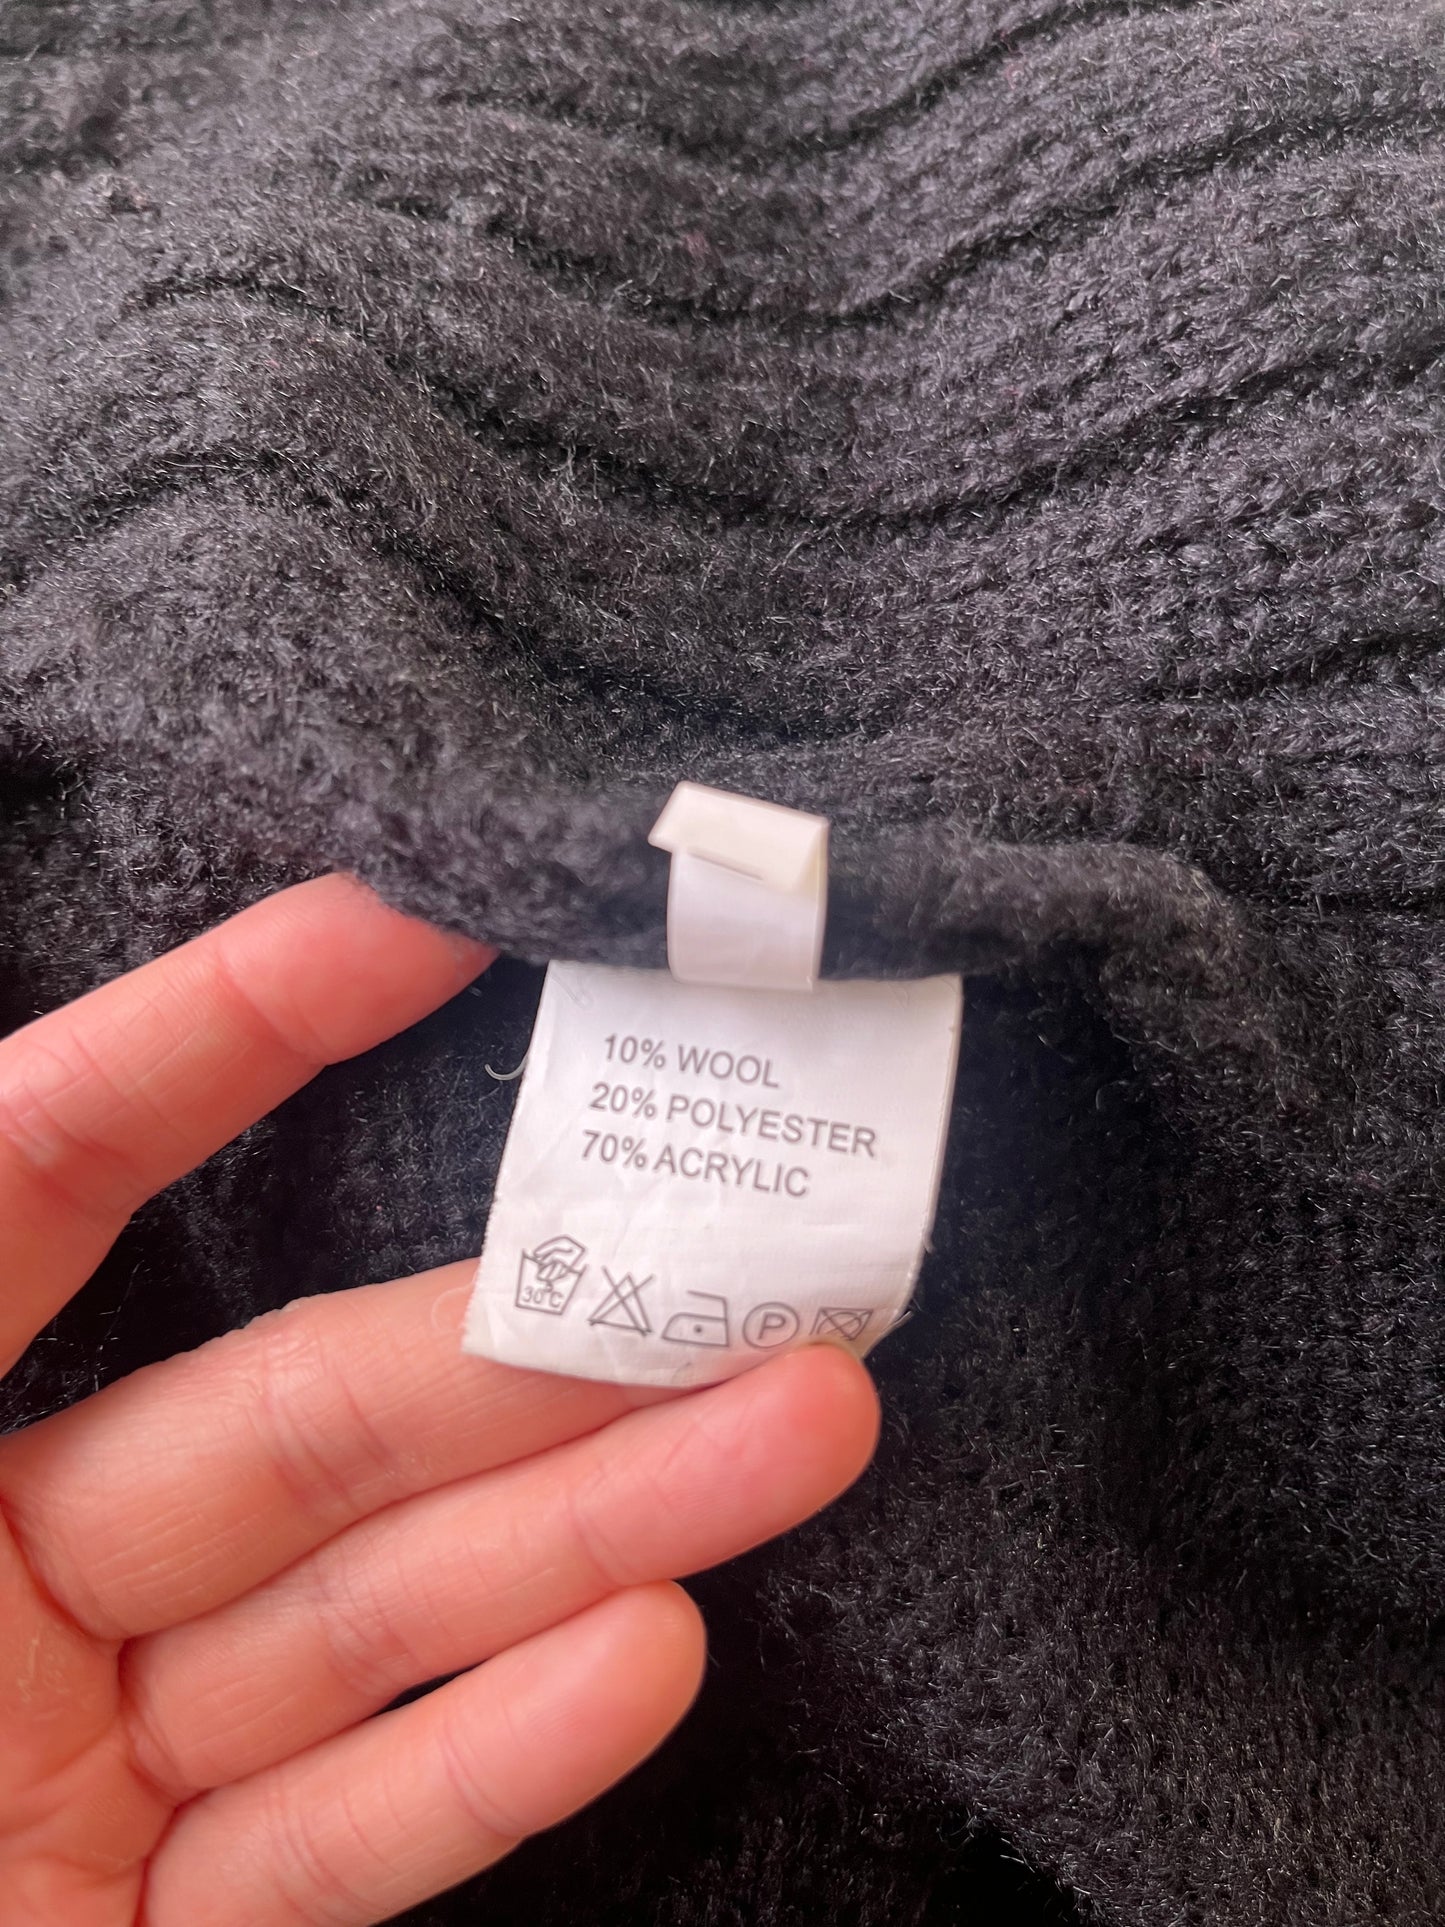 10% WOOL
20% POLYESTER
70% ACRYLIC
30°C P